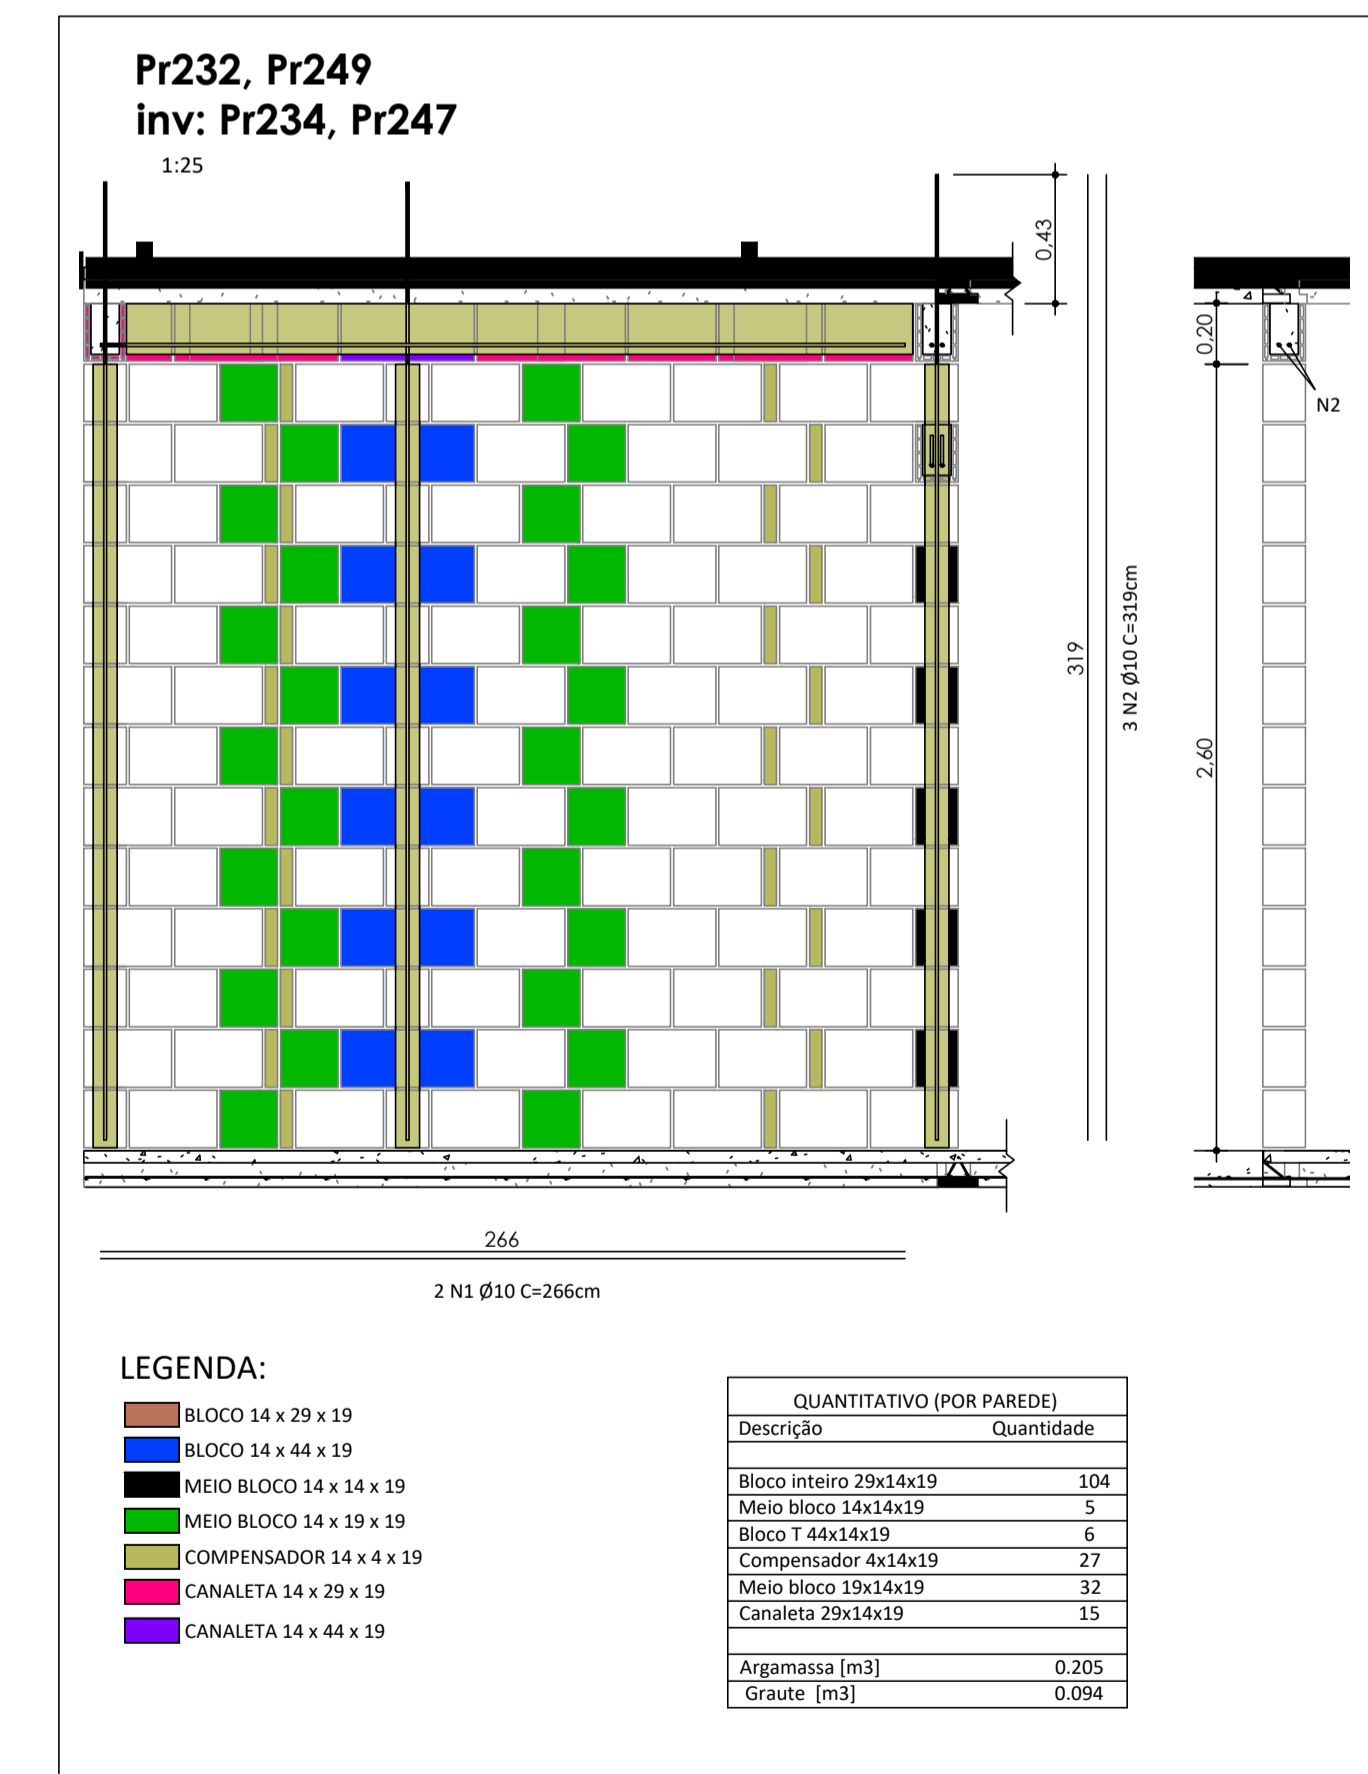 Pr232, Pr249
inv: Pr234, Pr247
1:25
0,43
0,20
N2
319
3 N2 Ø10 C=319cm
2,60
266
2 N1 Ø10 C=266cm
LEGENDA:
BLOCO 14 x 29 x 19
BLOCO 14 x 44 x 19
MEIO BLOCO 14 x 14 x 19
MEIO BLOCO 14 x 19 x 19
COMPENSADOR 14 x 4 x 19
CANALETA 14 x 29 x 19
CANALETA 14 x 44 x 19
QUANTITATIVO (POR PAREDE)
Descrição Quantidade
Bloco inteiro 29x14x19 104
Meio bloco 14x14x19 5
Bloco T 44x14x19 6
Compensador 4x14x19 27
Meio bloco 19x14x19 32
Canaleta 29x14x19 15
Argamassa [m3] 0.205
Graute [m3] 0.094